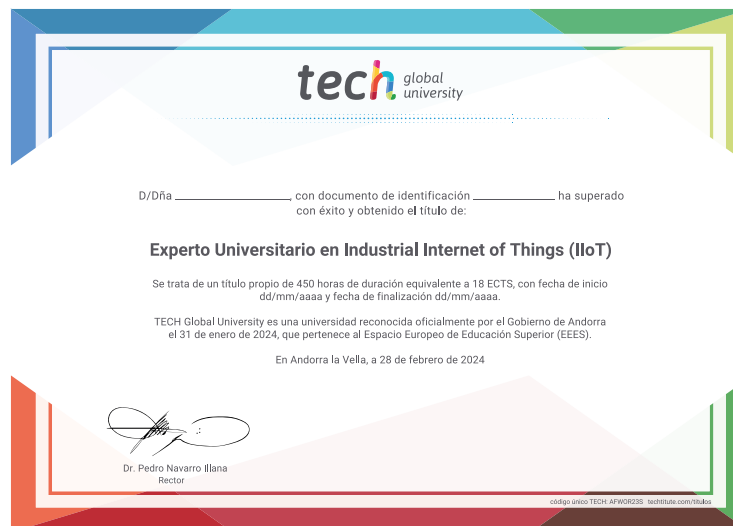 tech global university
D/Dña ________________, con documento de identificación ___________ ha superado
con éxito y obtenido el título de:
Experto Universitario en Industrial Internet of Things (IIoT)
Se trata de un título propio de 450 horas de duración equivalente a 18 ECTS, con fecha de inicio
dd/mm/aaaa y fecha de finalización dd/mm/aaaa.
TECH Global University es una universidad reconocida oficialmente por el Gobierno de Andorra
el 31 de enero de 2024, que pertenece al Espacio Europeo de Educación Superior (EEES).
En Andorra la Vella, a 28 de febrero de 2024
Dr. Pedro Navarro Illana
Rector
código único TECH: AFWOR23S techtitute.com/titulos